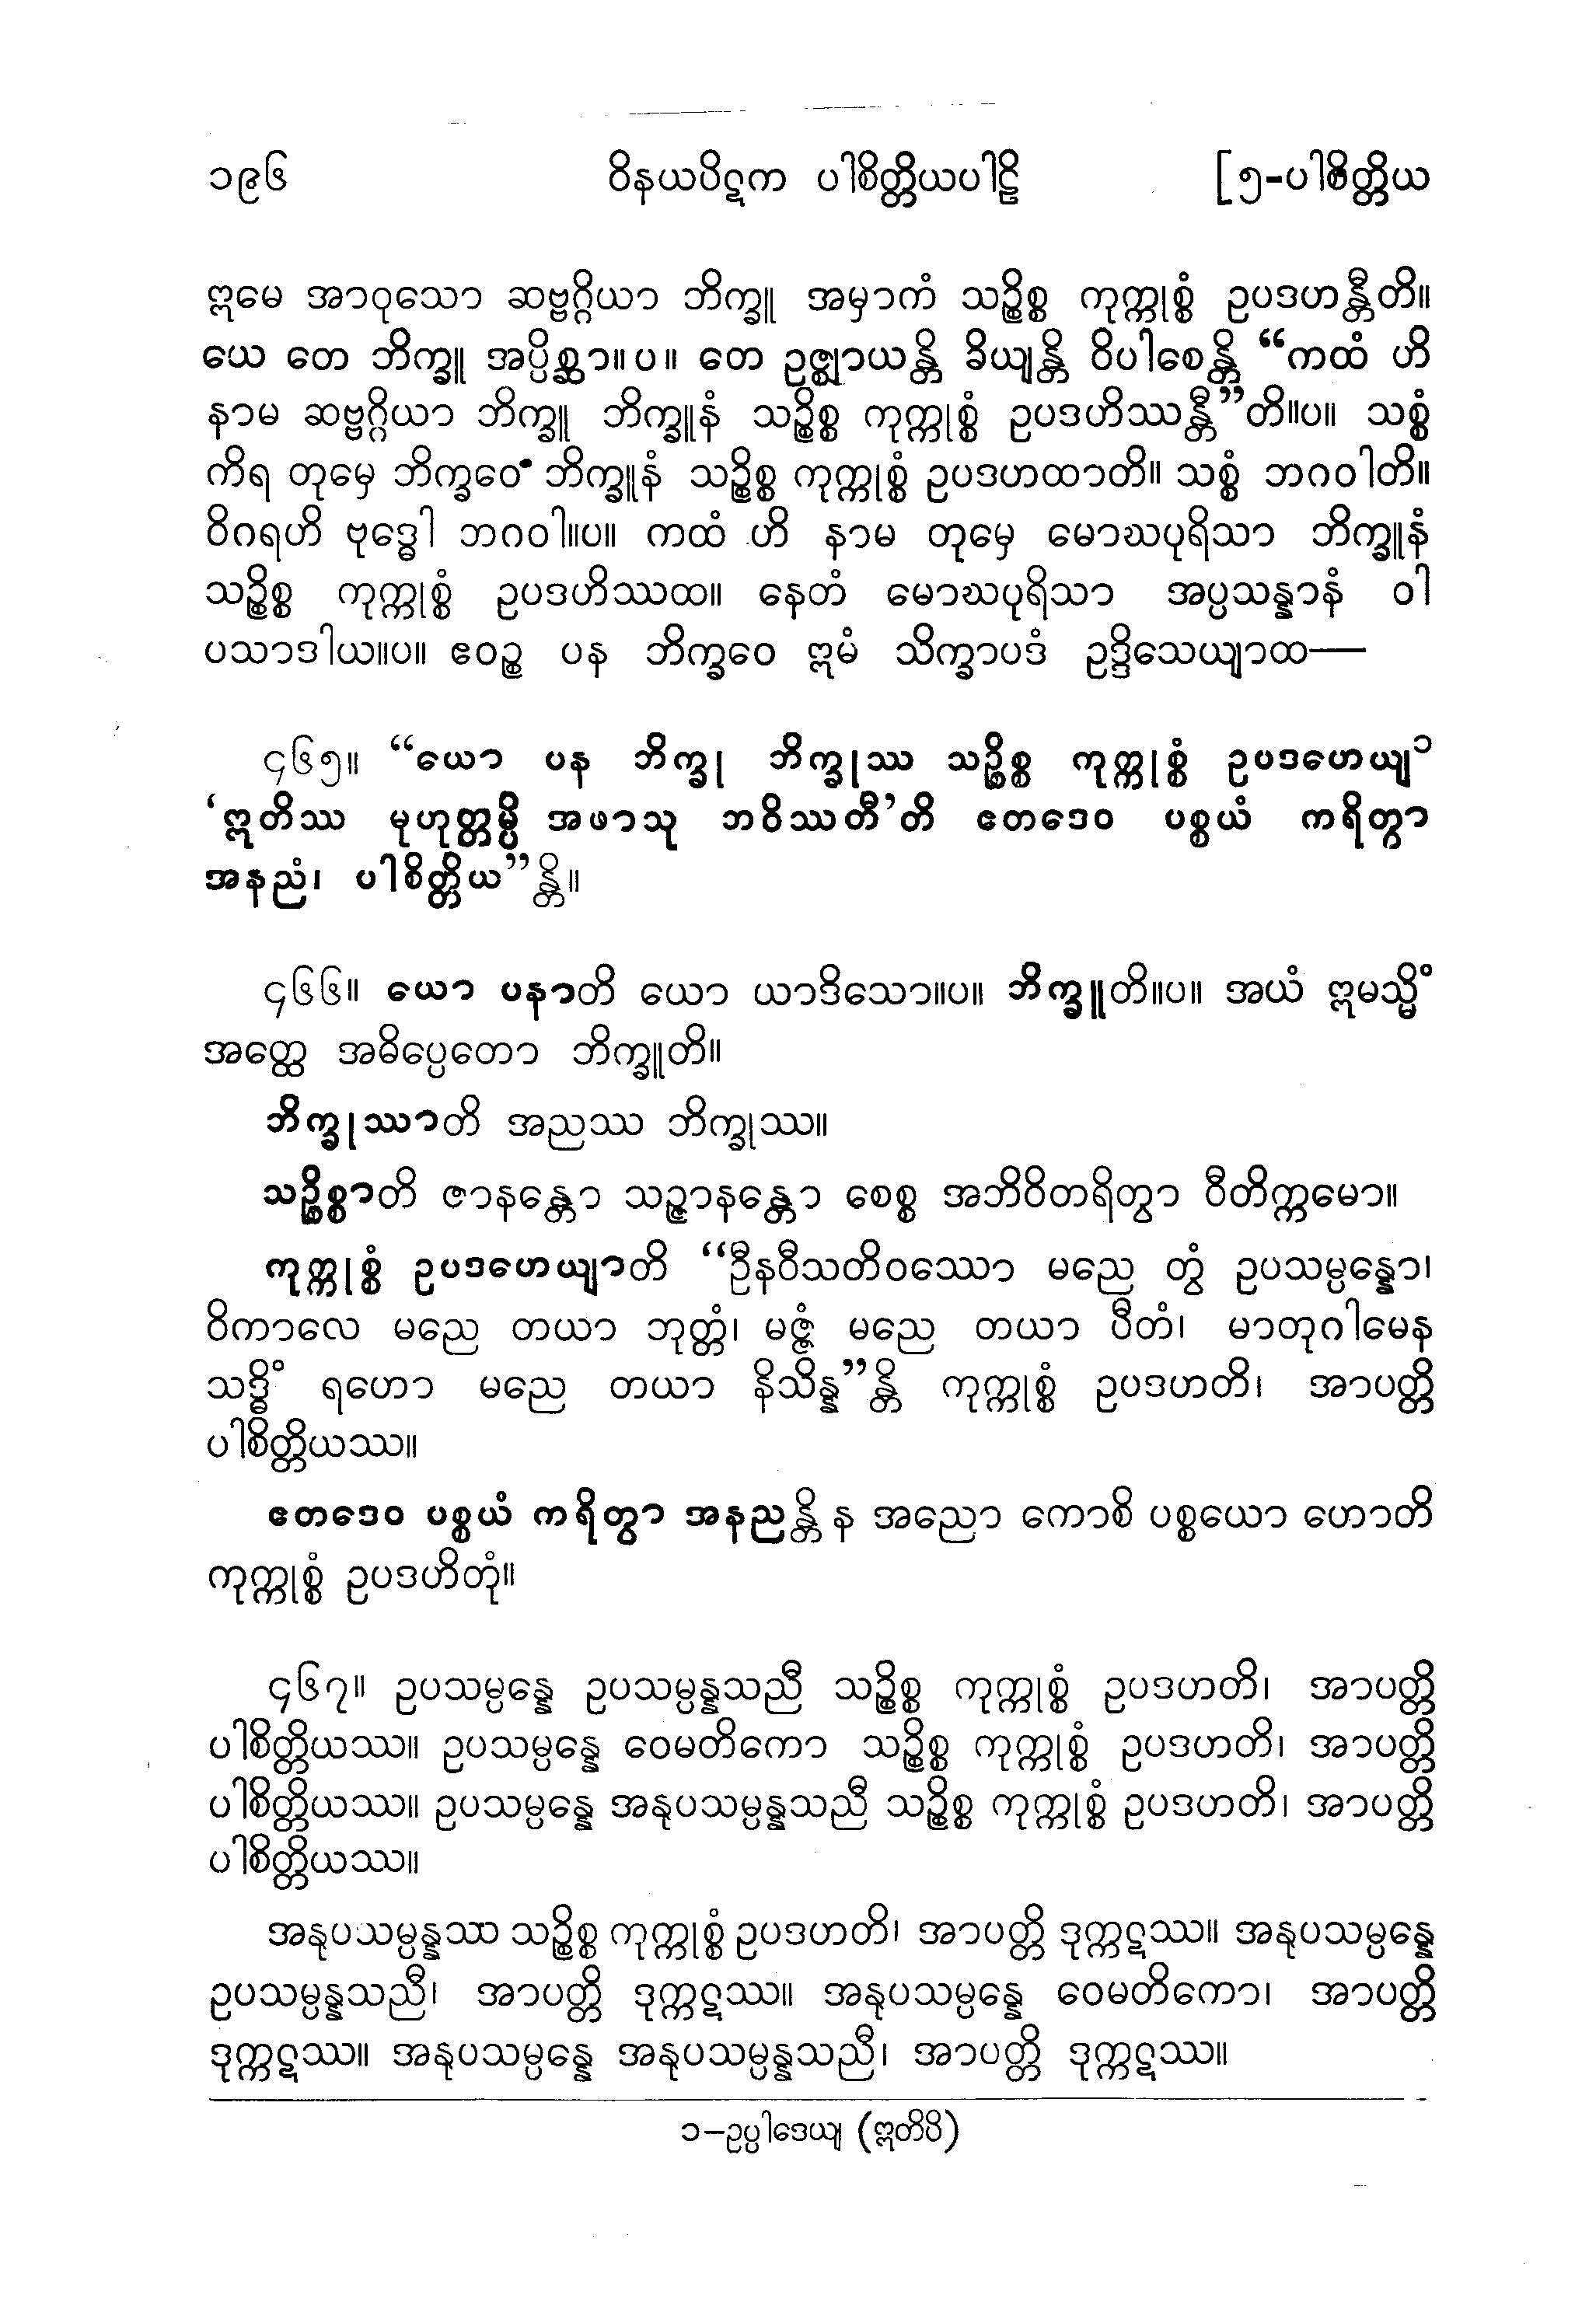 ၁၉၆ ဝိနယပိဋက ပါစိတ္တိယပါဠိ [၅-ပါစိတ္တိယ
ဣမေ အာဝုသော ဆဗ္ဗဂ္ဂိယာ ဘိက္ခူ အမှာကံ သဉ္စိစ္စ ကုက္ကုစ္စံ ဥပဒဟန္တီတိ။
ယေ တေ ဘိက္ခူ အပ္ပိစ္ဆာ။ ပ။ တေ ဥဇ္ဈာယန္တိ ခိယျန္တိ ဝိပါစေန္တိ “ကထံ ဟိ
နာမ ဆဗ္ဗဂ္ဂိယာ ဘိက္ခူ ဘိက္ခူနံ သဉ္စိစ္စ ကုက္ကုစ္စံ ဥပဒဟိဿန္တီ”တိ။ပ။ သစ္စံ
ကိရ တုမှေ ဘိက္ခဝေ ဘိက္ခူနံ သဉ္စိစ္စ ကုက္ကုစ္စံ ဥပဒဟထာတိ။ သစ္စံ ဘဂဝါတိ။
ဝိဂရဟိ ဗုဒ္ဓေါ ဘဂဝါ။ပ။ ကထံ ဟိ နာမ တုမှေ မောဃပုရိသာ ဘိက္ခူနံ
သဉ္စိစ္စ ကုက္ကုစ္စံ ဥပဒဟိဿထ။ နေတံ မောဃပုရိသာ အပ္ပသန္နာနံ ဝါ
ပသာဒါယ။ပ။ ဧဝဉ္စ ပန ဘိက္ခဝေ ဣမံ သိက္ခာပဒံ ဥဒ္ဒိသေယျာထ—
၄၆၅။ “ယော ပန ဘိက္ခု ဘိက္ခုဿ သဉ္စိစ္စ ကုက္ကုစ္စံ ဥပဒဟေယျ၁
‘ဣတိဿ မုဟုတ္တမ္ပိ အဖာသု ဘဝိဿတီ’တိ ဧတဒေဝ ပစ္စယံ ကရိတွာ
အနညံ၊ ပါစိတ္တိယ”န္တိ။
၄၆၆။ ယော ပနာတိ ယော ယာဒိသော။ပ။ ဘိက္ခူတိ။ပ။ အယံ ဣမသ္မိံ
အတ္ထေ အဓိပ္ပေတော ဘိက္ခူတိ။
ဘိက္ခုဿာတိ အညဿ ဘိက္ခုဿ။
သဉ္စိစ္စာတိ ဇာနန္တော သဉ္ဇာနန္တော စေစ္စ အဘိဝိတရိတွာ ဝီတိက္ကမော။
ကုက္ကုစ္စံ ဥပဒဟေယျာတိ “ဦနဝီသတိဝဿော မညေ တွံ ဥပသမ္ပန္နော၊
ဝိကာလေ မညေ တယာ ဘုတ္တံ၊ မဇ္ဇံ မညေ တယာ ပီတံ၊ မာတုဂါမေန
သဒ္ဓိံ ရဟော မညေ တယာ နိသိန္န”န္တိ ကုက္ကုစ္စံ ဥပဒဟတိ၊ အာပတ္တိ
ပါစိတ္တိယဿ။
ဧတဒေဝ ပစ္စယံ ကရိတွာ အနညန္တိ န အညော ကောစိ ပစ္စယော ဟောတိ
ကုက္ကုစ္စံ ဥပဒဟိတုံ။
၄၆၇။ ဥပသမ္ပန္နေ ဥပသမ္ပန္နသညီ သဉ္စိစ္စ ကုက္ကုစ္စံ ဥပဒဟတိ၊ အာပတ္တိ
ပါစိတ္တိယဿ။ ဥပသမ္ပန္နေ ဝေမတိကော သဉ္စိစ္စ ကုက္ကုစ္စံ ဥပဒဟတိ၊ အာပတ္တိ
ပါစိတ္တိယဿ။ ဥပသမ္ပန္နေ အနုပသမ္ပန္နသညီ သဉ္စိစ္စ ကုက္ကုစ္စံ ဥပဒဟတိ၊ အာပတ္တိ
ပါစိတ္တိယဿ။
အနုပသမ္ပန္နဿ သဉ္စိစ္စ ကုက္ကုစ္စံ ဥပဒဟတိ၊ အာပတ္တိ ဒုက္ကဋဿ။ အနုပသမ္ပန္နေ
ဥပသမ္ပန္နသညီ၊ အာပတ္တိ ဒုက္ကဋဿ။ အနုပသမ္ပန္နေ ဝေမတိကော၊ အာပတ္တိ
ဒုက္ကဋဿ။ အနုပသမ္ပန္နေ အနုပသမ္ပန္နသညီ၊ အာပတ္တိ ဒုက္ကဋဿ။
၁–ဥပ္ပါဒေယျ (ဣတိပိ)